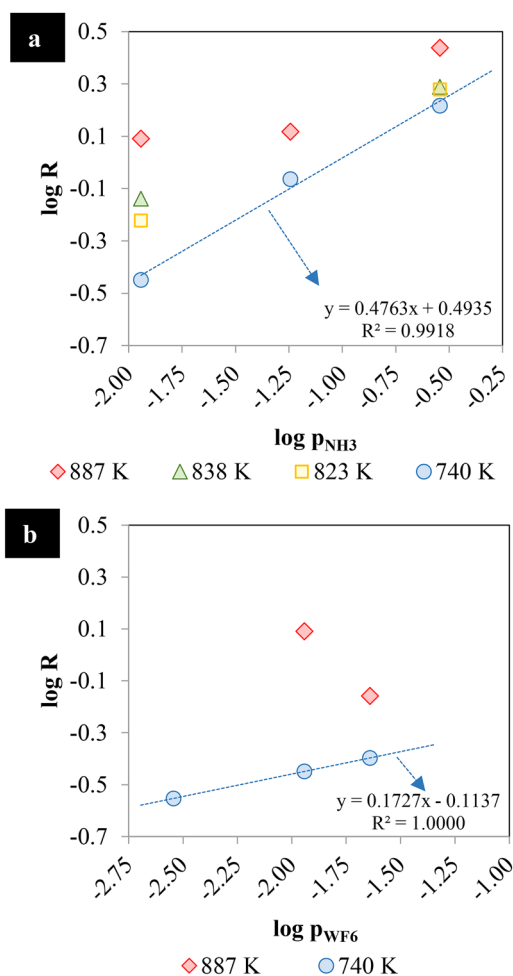 a
0.5
0.3
0.1
-0.1
-0.3
-0.5
-0.7
log R
y = 0.4763x + 0.4935
R² = 0.9918
-2.00 -1.75 -1.50 -1.25 -1.00 -0.75 -0.50 -0.25
log pNH3
887 K 838 K 823 K 740 K
b
0.5
0.3
0.1
-0.1
-0.3
-0.5
-0.7
log R
y = 0.1727x - 0.1137
R² = 1.0000
-2.75 -2.50 -2.25 -2.00 -1.75 -1.50 -1.25 -1.00
log pWF6
887 K 740 K